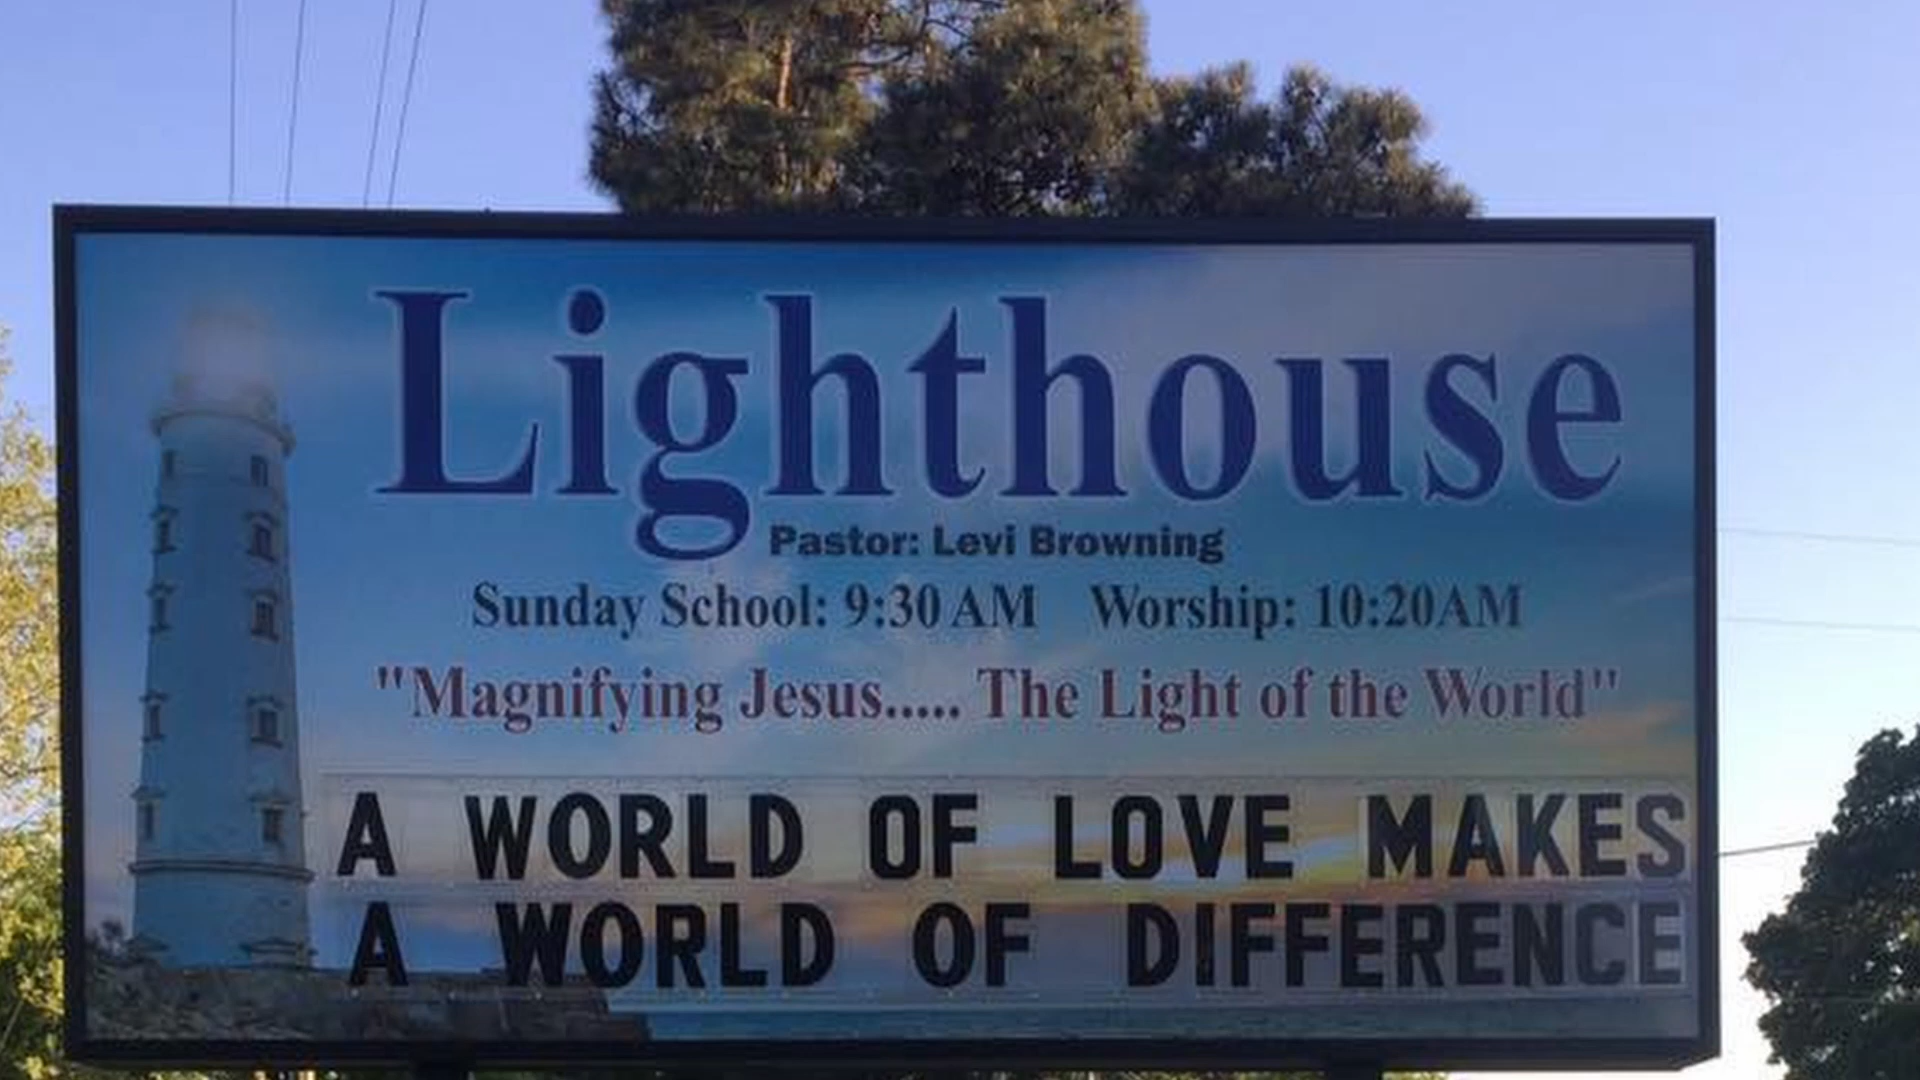 Lighthouse
Pastor: Levi Browning
Sunday School: 9:30 AM Worship: 10:20AM
"Magnifying Jesus..... The Light of the World"
A WORLD OF LOVE MAKES
A WORLD OF DIFFERENCE